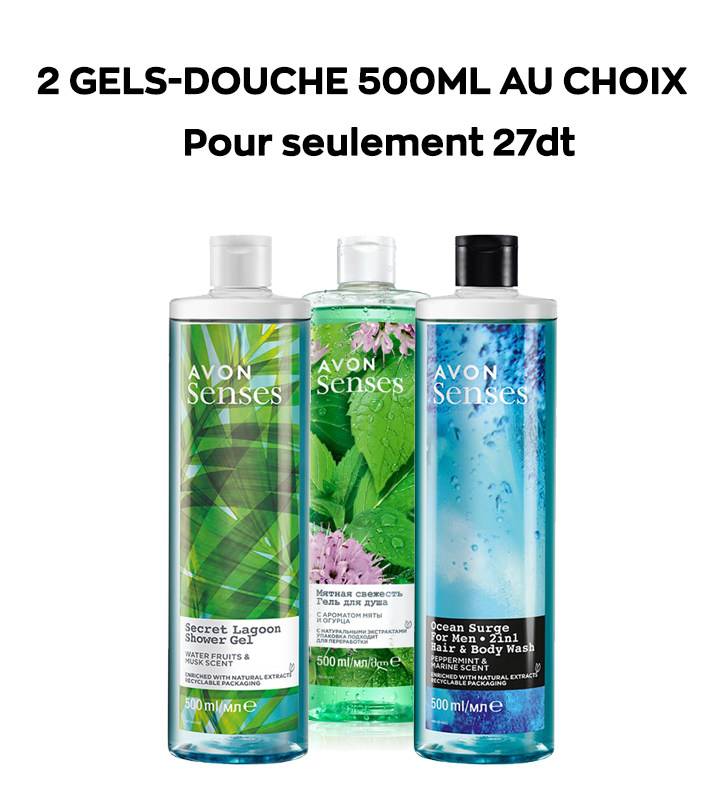 2 GELS-DOUCHE 500ML AU CHOIX
Pour seulement 27dt
AVON
Senses
Secret Lagoon
Shower Gel
WATER FRUITS &
MUSK SCENT
ENRICHED WITH NATURAL EXTRACTS
RECYCLABLE PACKAGING
500 ml/мл℮
AVON
senses
Мятная свежесть
Гель для душа
С АРОМАТОМ МЯТЫ
И ОГУРЦА
С НАТУРАЛЬНЫМИ ЭКСТРАКТАМИ
УПАКОВКА ПОДХОДИТ
ДЛЯ ПЕРЕРАБОТКИ
500 ml/мл/մլ℮
AVON
Senses
Ocean Surge
For Men • 2in1
Hair & Body Wash
PEPPERMINT &
MARINE SCENT
ENRICHED WITH NATURAL EXTRACTS
RECYCLABLE PACKAGING
500 ml/мл℮